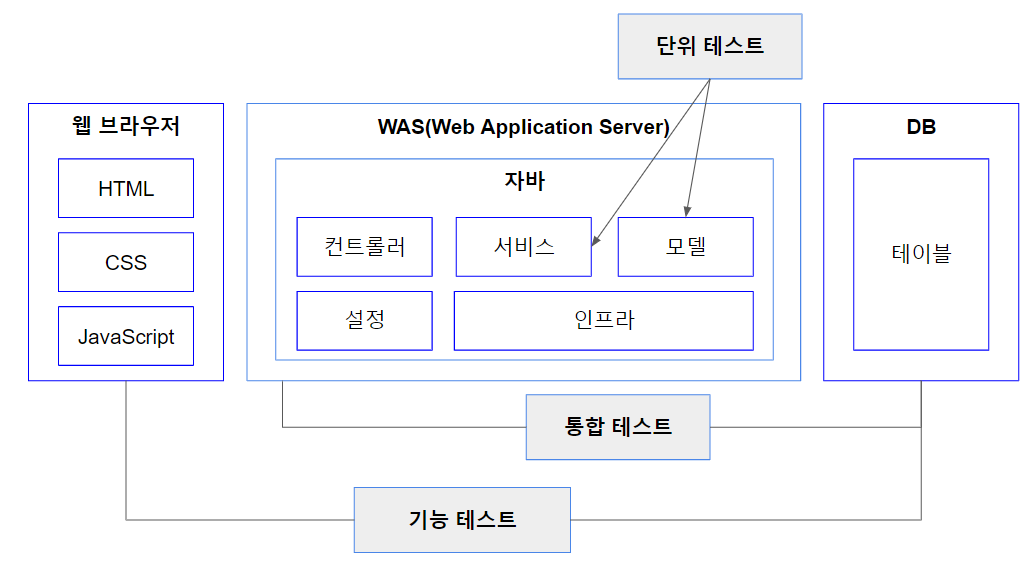 단위 테스트
웹 브라우저
HTML
CSS
JavaScript
WAS(Web Application Server)
자바
컨트롤러
서비스
모델
설정
인프라
DB
테이블
통합 테스트
기능 테스트